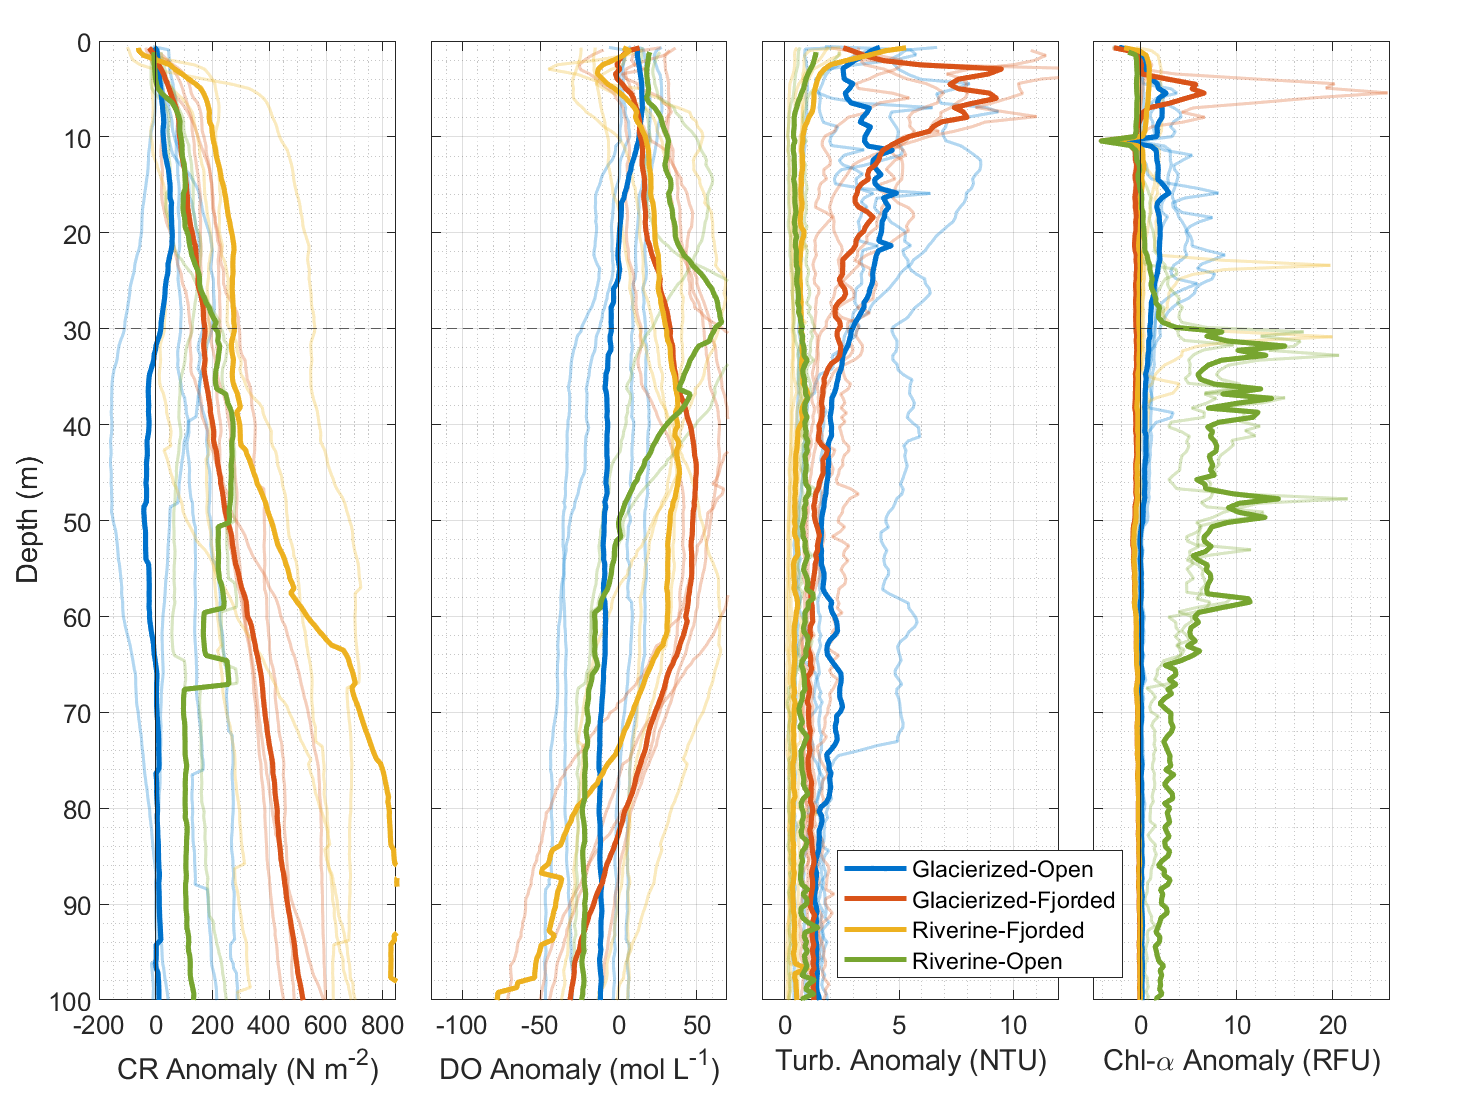 0
10
20
30
40
50
60
70
80
90
100
Depth (m)
-200 0 200 400 600 800
CR Anomaly (N m-2)
-100 -50 0 50
DO Anomaly (mol L-1)
0 5 10
Turb. Anomaly (NTU)
0 10 20
Chl-α Anomaly (RFU)
Glacierized-Open
Glacierized-Fjorded
Riverine-Fjorded
Riverine-Open